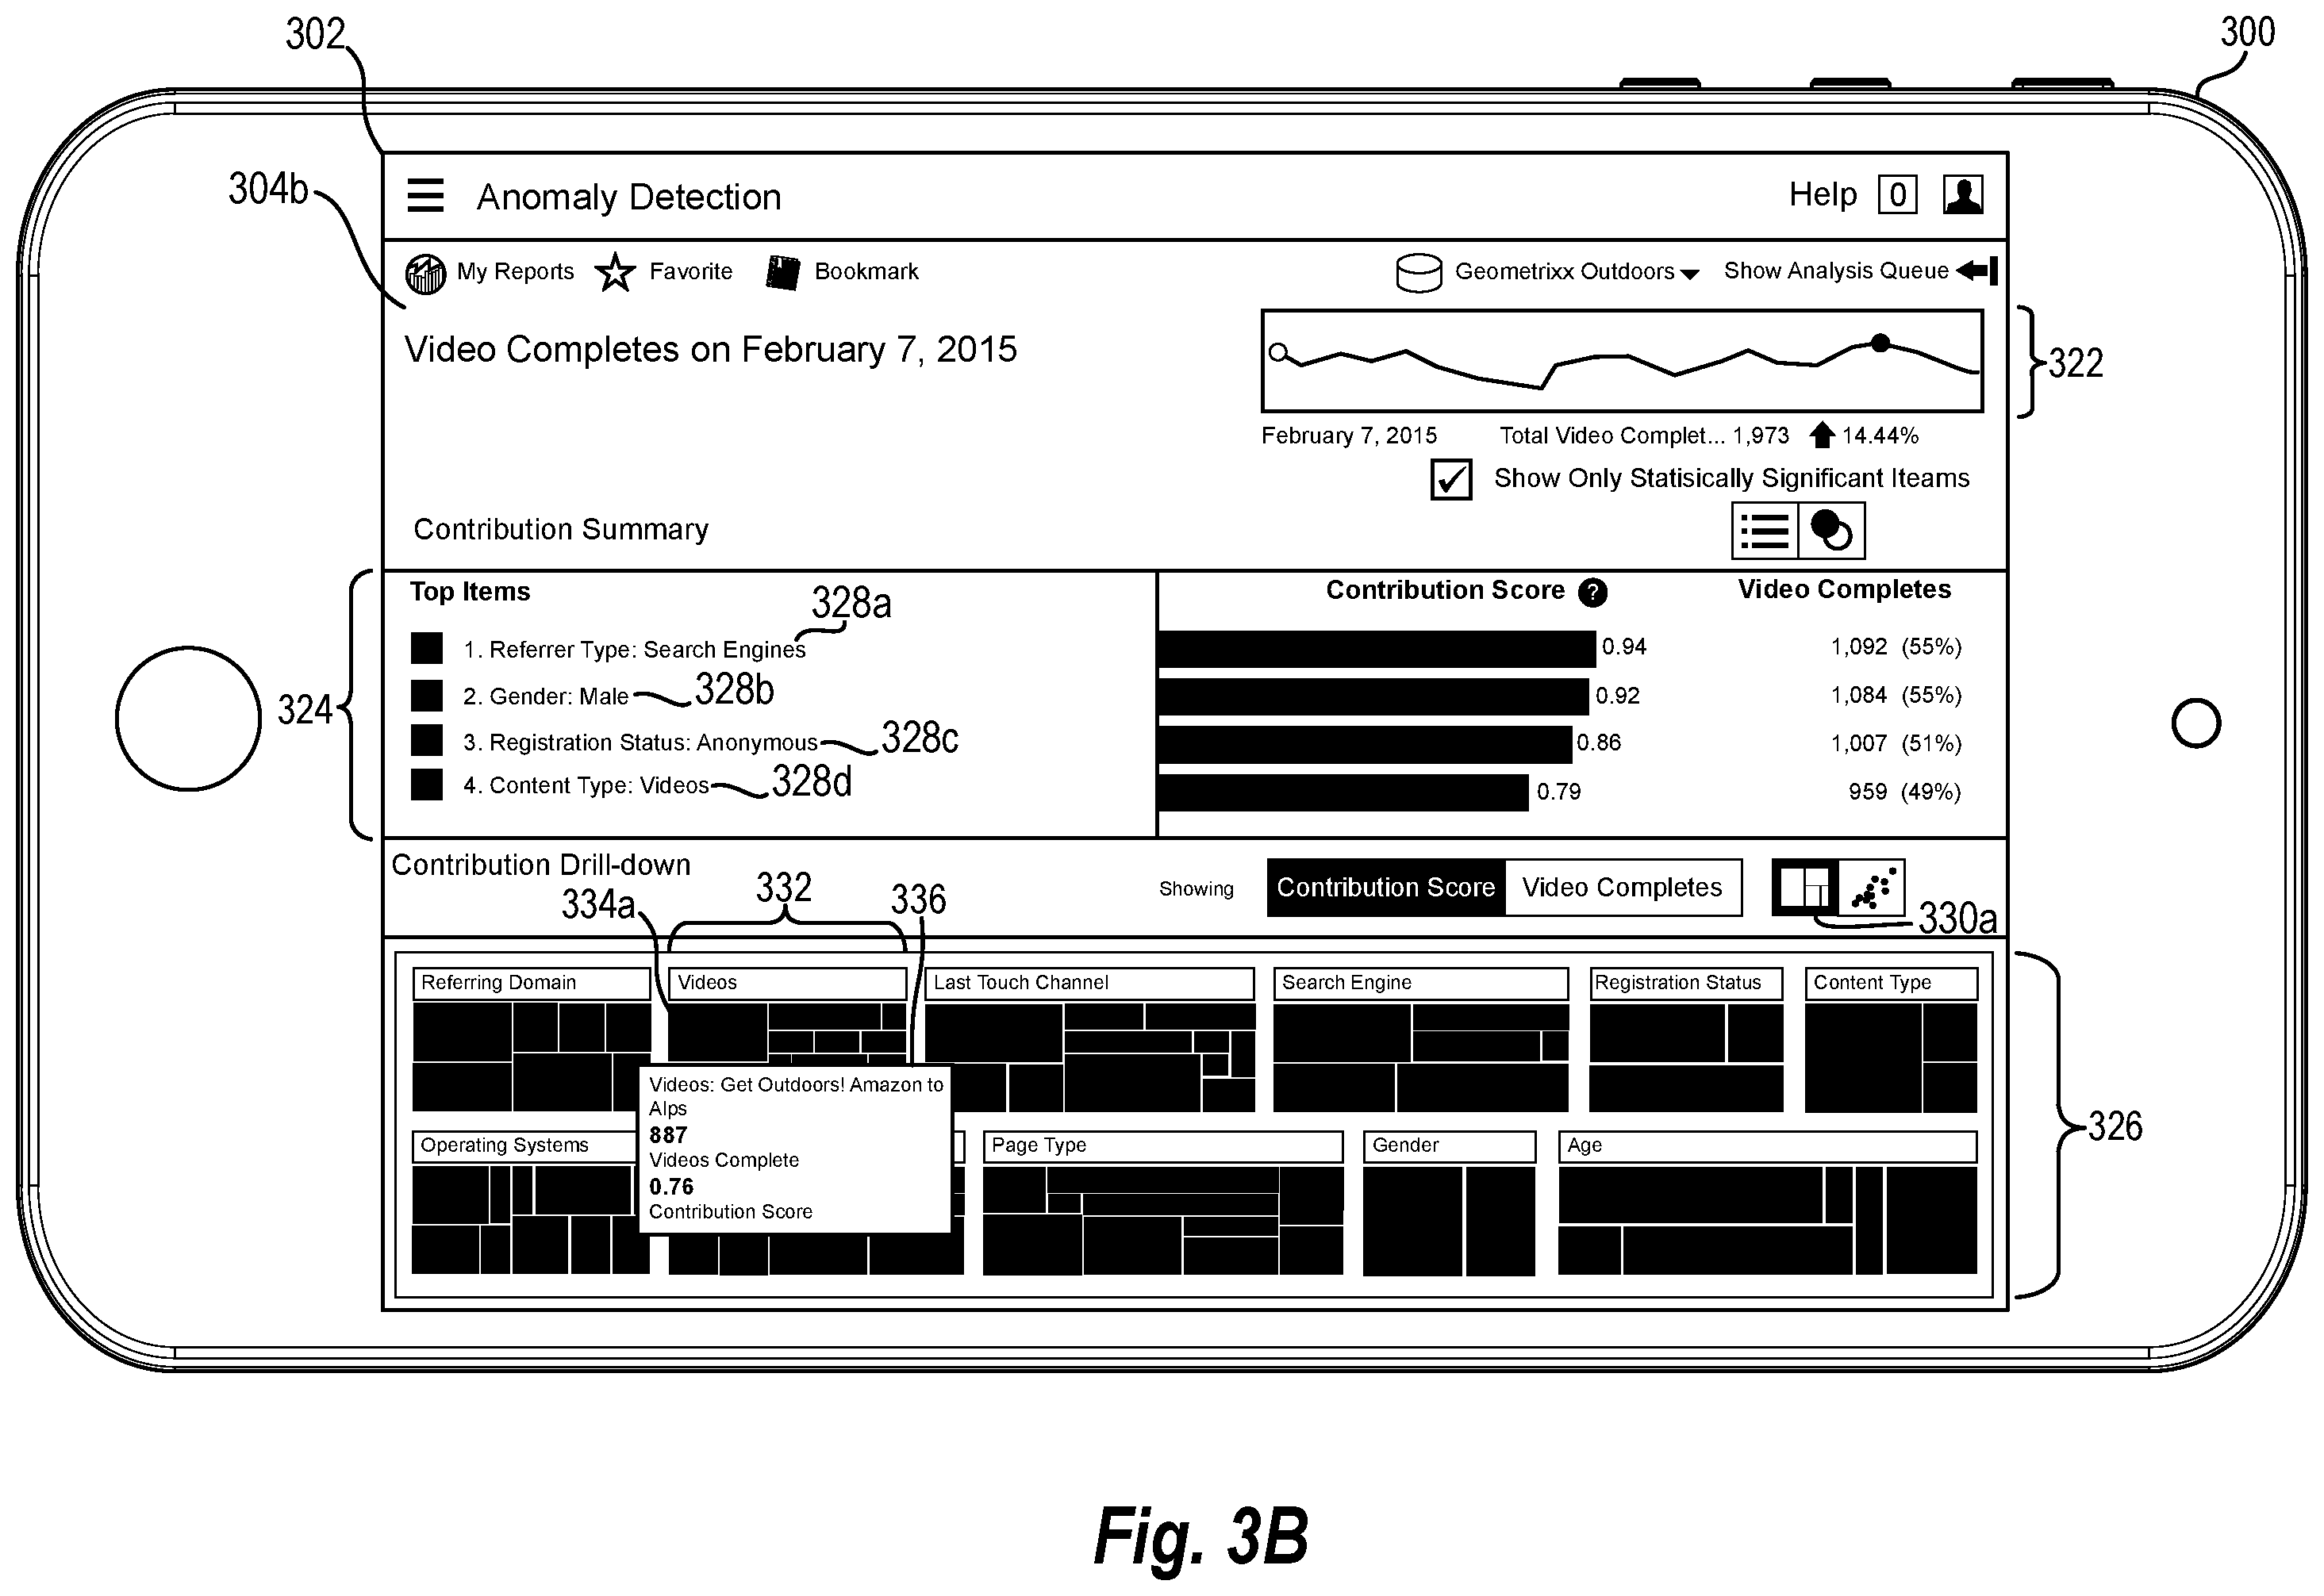 302
300
304b
Anomaly Detection
Help 0
My Reports Favorite Bookmark
Geometrixx Outdoors Show Analysis Queue
Video Completes on February 7, 2015
322
February 7, 2015 Total Video Complet... 1,973 14.44%
Show Only Statisically Significant Iteams
Contribution Summary
324
Top Items
Contribution Score ? Video Completes
328a
1. Referrer Type: Search Engines 0.94 1,092 (55%)
2. Gender: Male 328b 0.92 1,084 (55%)
3. Registration Status: Anonymous 328c 0.86 1,007 (51%)
4. Content Type: Videos 328d 0.79 959 (49%)
Contribution Drill-down
Showing Contribution Score Video Completes
330a
334a 332 336
326
Referring Domain Videos Last Touch Channel Search Engine Registration Status Content Type
Videos: Get Outdoors! Amazon to
Alps
887
Videos Complete
0.76
Contribution Score
Operating Systems Page Type Gender Age
Fig. 3B